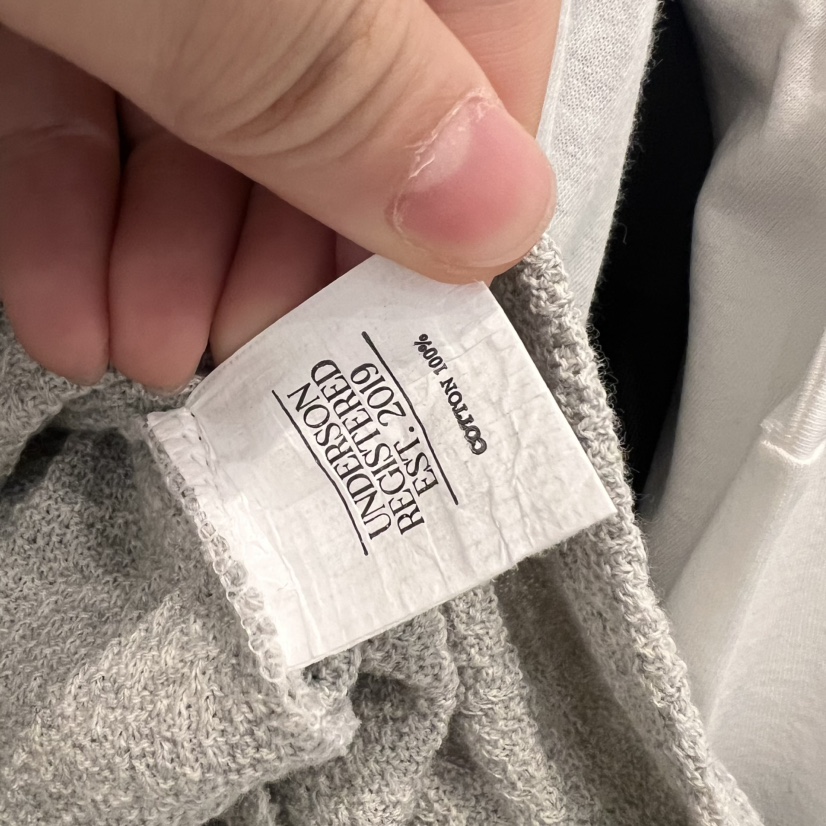 UNDERSON
REGISTERED
EST. 2019
COTTON 100%